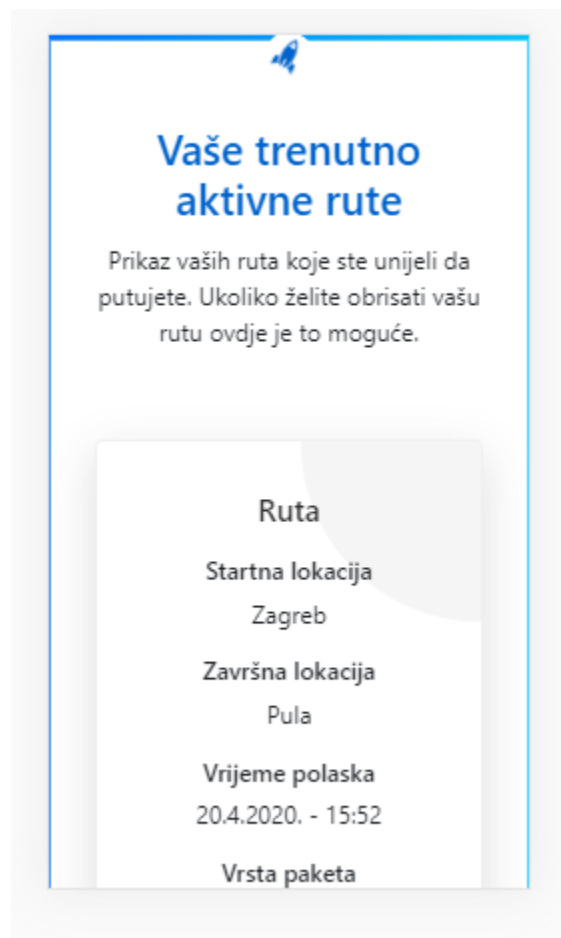 Vaše trenutno
aktivne rute
Prikaz vaših ruta koje ste unijeli da
putujete. Ukoliko želite obrisati vašu
rutu ovdje je to moguće.
Ruta
Startna lokacija
Zagreb
Završna lokacija
Pula
Vrijeme polaska
20.4.2020. - 15:52
Vrsta paketa